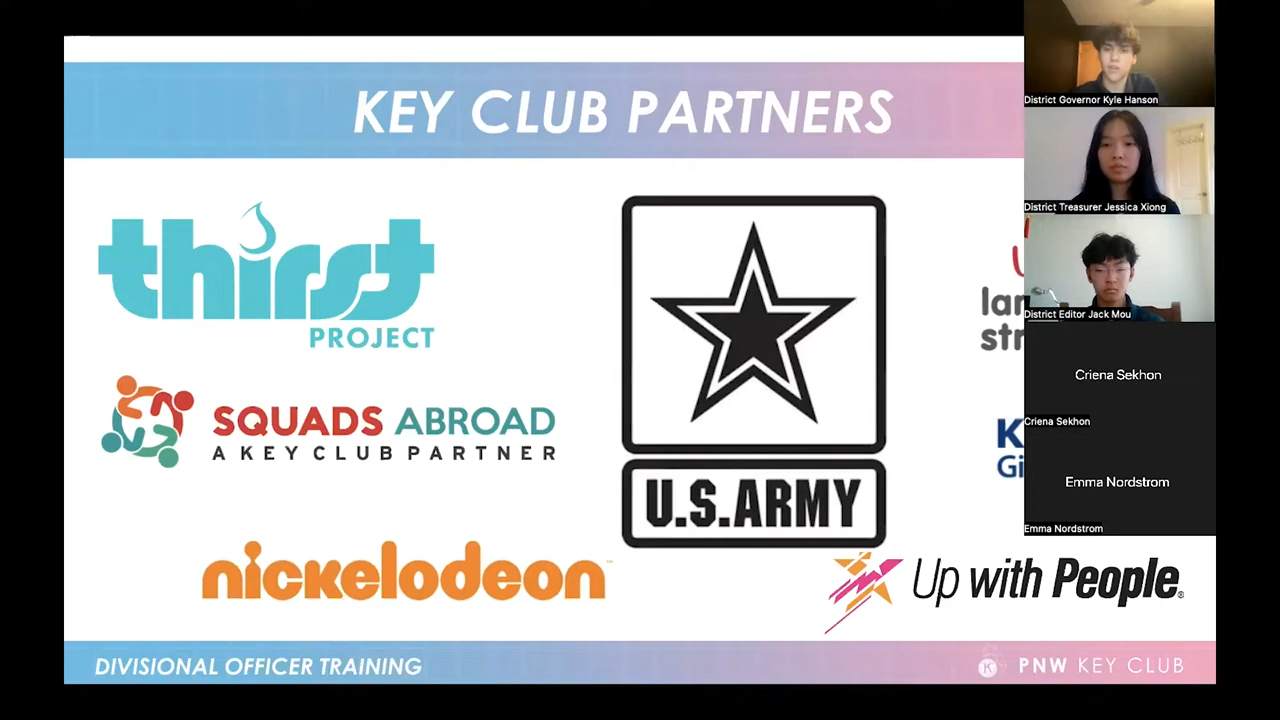 KEY CLUB PARTNERS
thirst
PROJECT
SQUADS ABROAD
A KEY CLUB PARTNER
U.S.ARMY
nickelodeon
Up with People®
DIVISIONAL OFFICER TRAINING
PNW KEY CLUB
District Governor Kyle Hanson
District Treasurer Jessica Xiong
District Editor Jack Mou
Criena Sekhon
Criena Sekhon
Emma Nordstrom
Emma Nordstrom